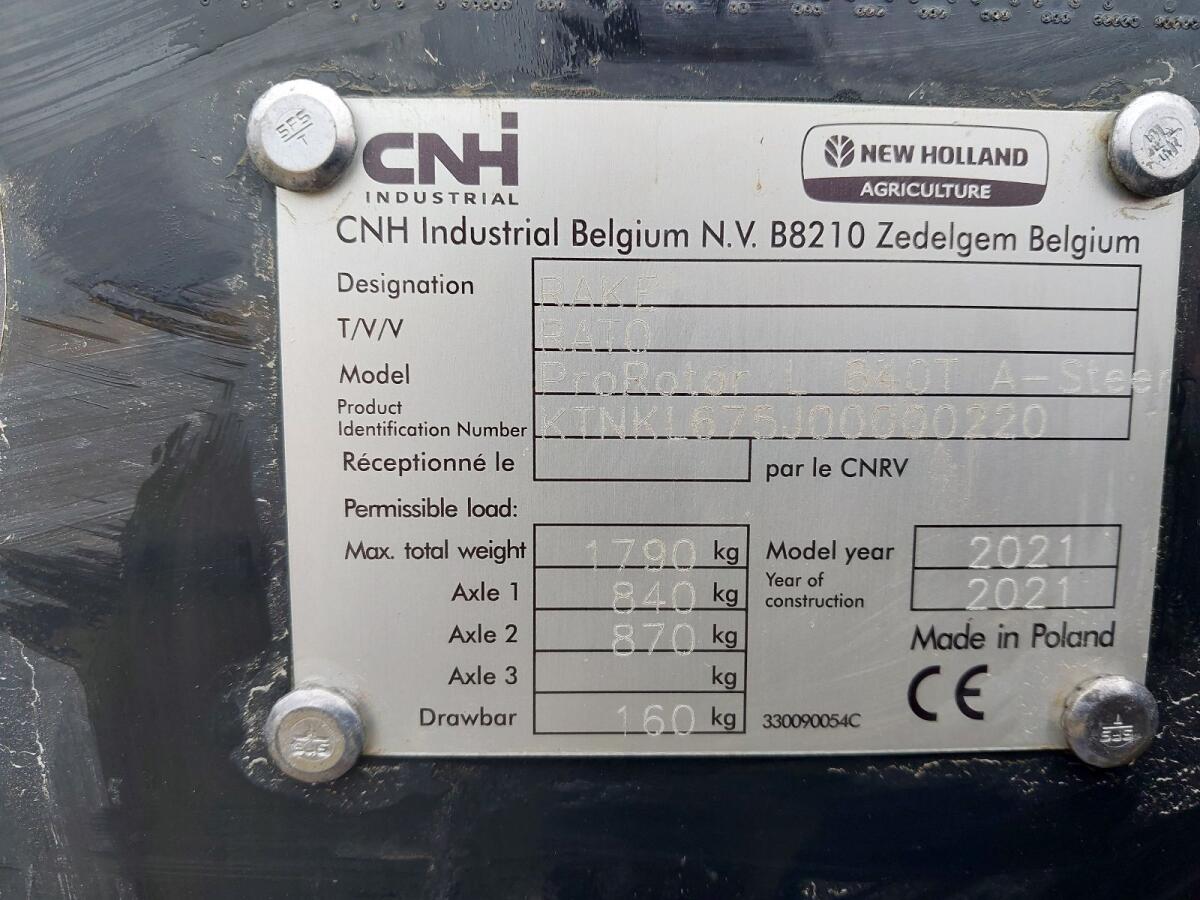 CNH
INDUSTRIAL
NEW HOLLAND
AGRICULTURE
CNH Industrial Belgium N.V. B8210 Zedelgem Belgium
Designation RAKE
T/V/V RATO
Model ProRotor L 840T A-Steer
Product
Identification Number KTNKL675J00000220
Réceptionné le par le CNRV
Permissible load:
Max. total weight 1790 kg Model year 2021
Axle 1 840 kg Year of construction 2021
Axle 2 870 kg Made in Poland
Axle 3 kg
CE
Drawbar 160 kg 330090054C